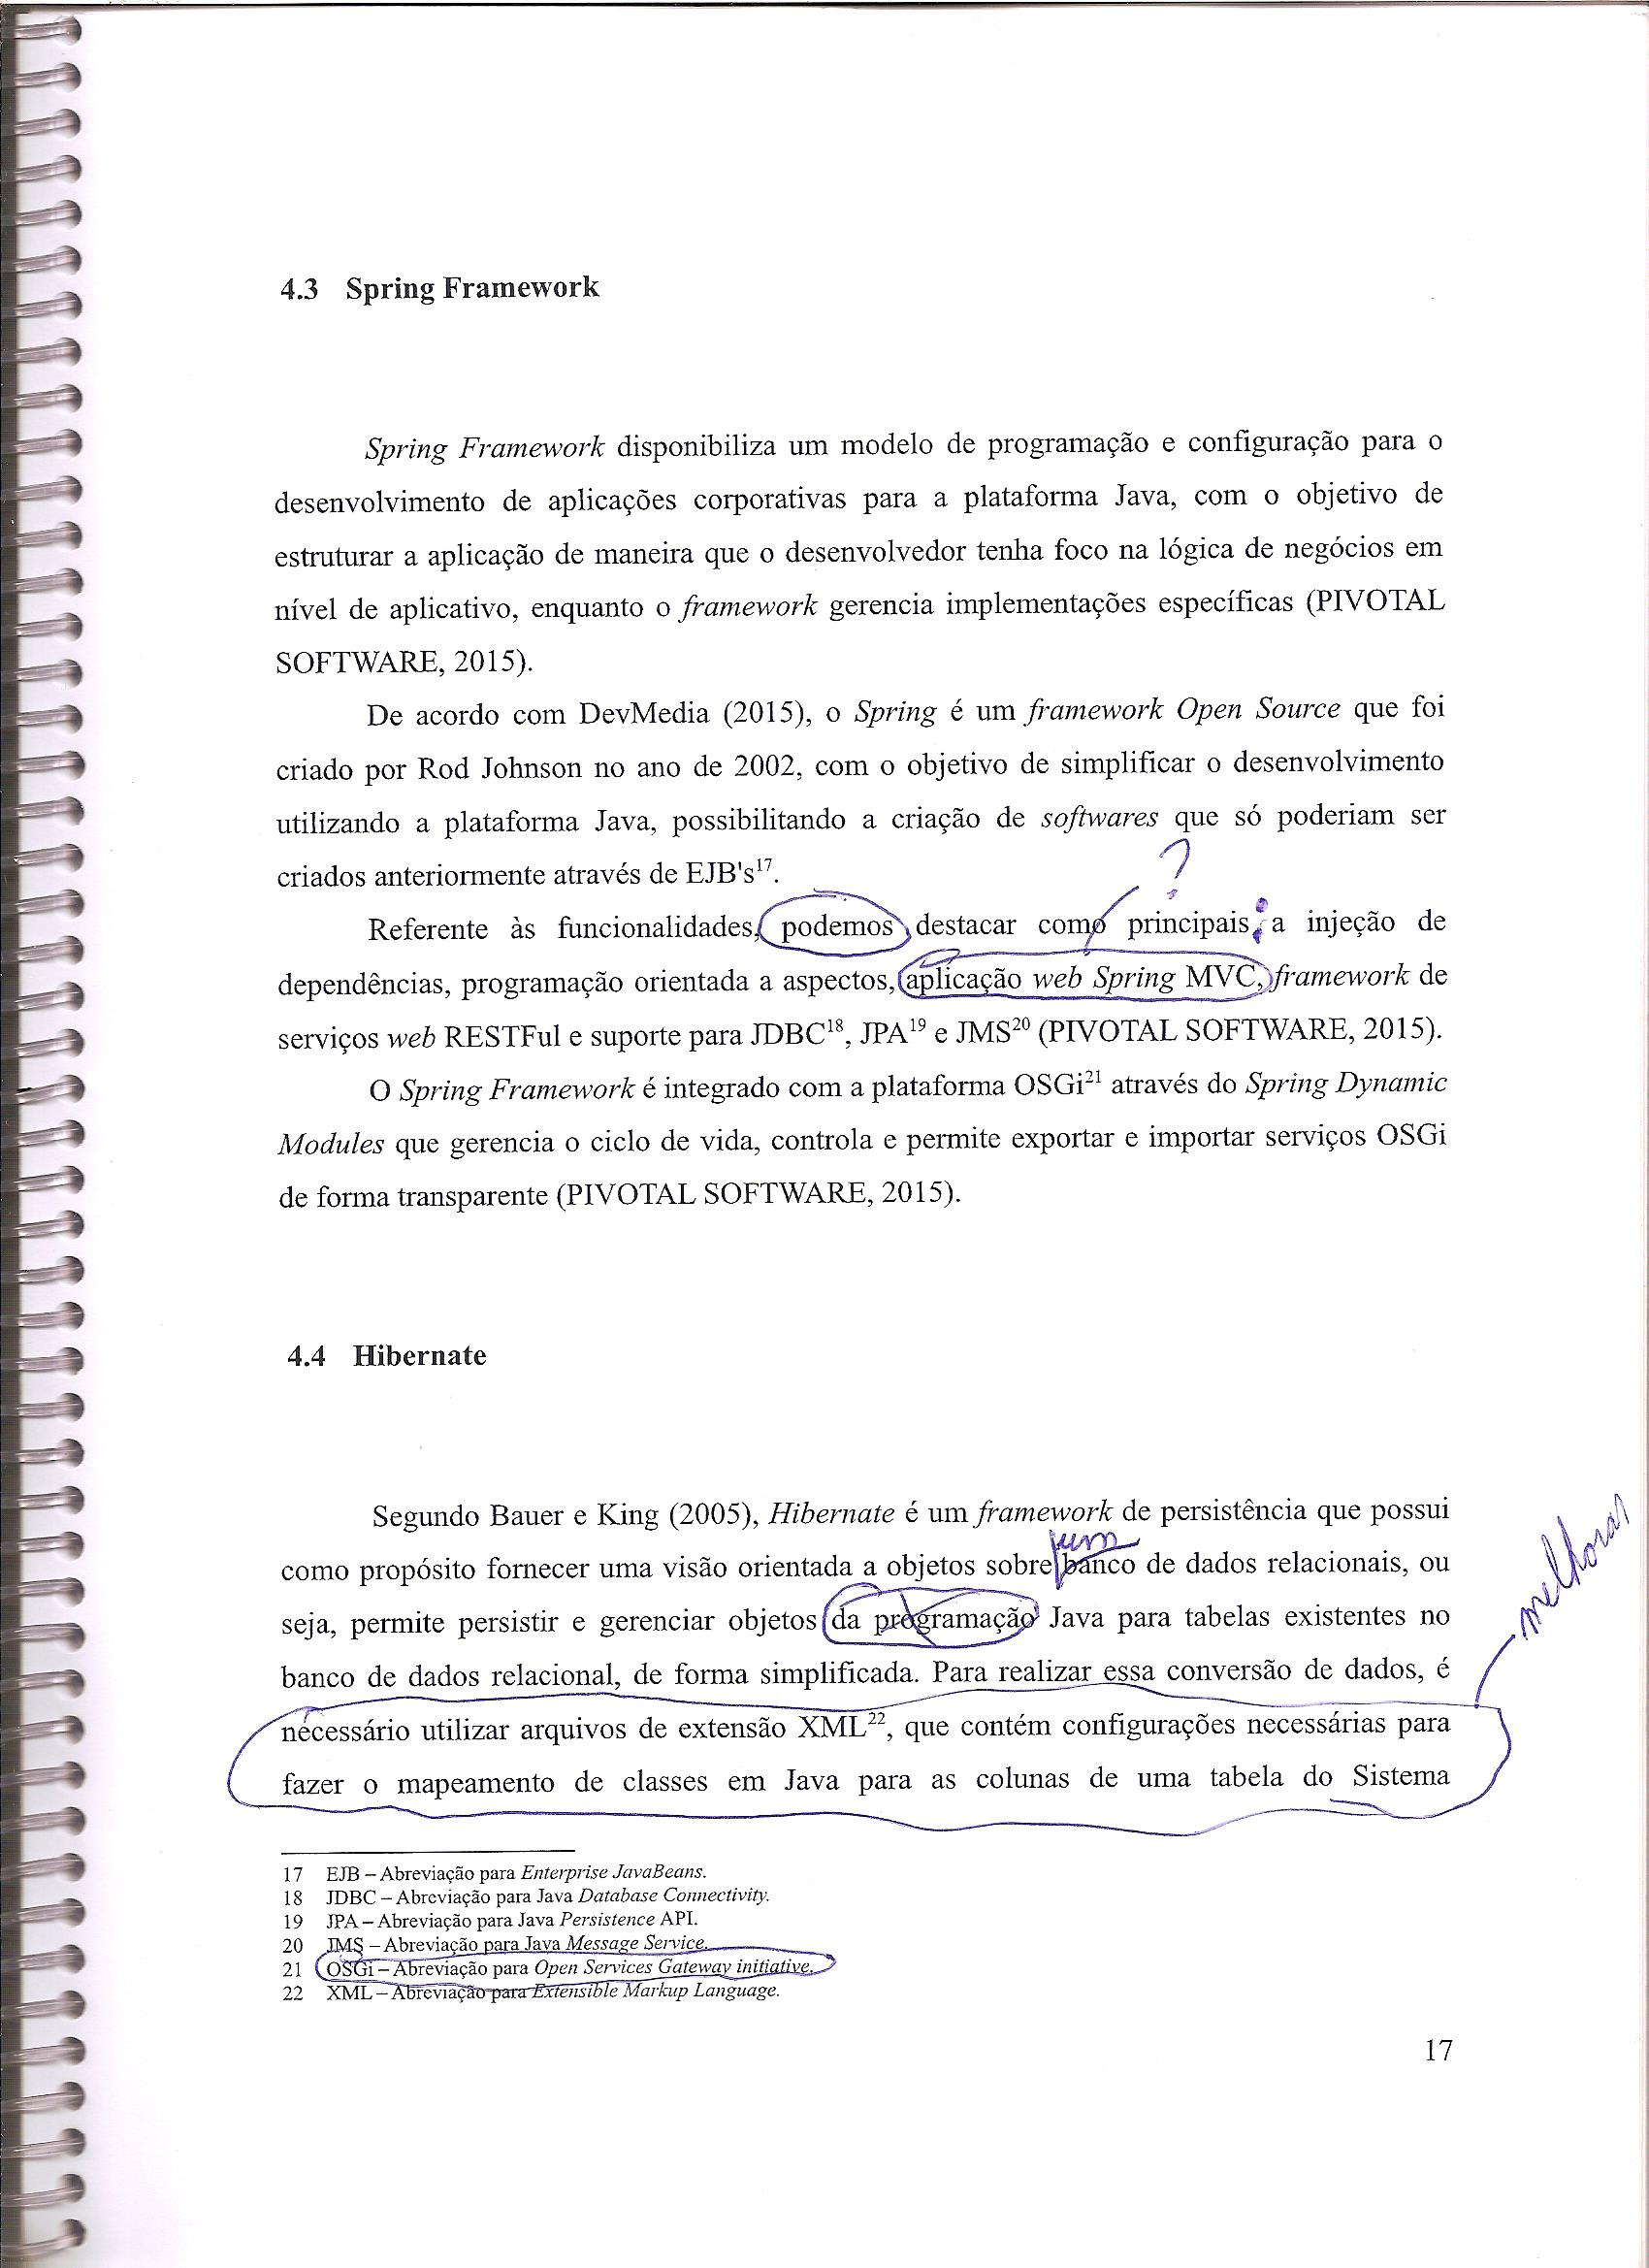 4.3 Spring Framework
Spring Framework disponibiliza um modelo de programação e configuração para o
desenvolvimento de aplicações corporativas para a plataforma Java, com o objetivo de
estruturar a aplicação de maneira que o desenvolvedor tenha foco na lógica de negócios em
nível de aplicativo, enquanto o framework gerencia implementações específicas (PIVOTAL
SOFTWARE, 2015).
De acordo com DevMedia (2015), o Spring é um framework Open Source que foi
criado por Rod Johnson no ano de 2002, com o objetivo de simplificar o desenvolvimento
utilizando a plataforma Java, possibilitando a criação de softwares que só poderiam ser
criados anteriormente através de EJB's17.
?
Referente às funcionalidades, podemos destacar como principais: a injeção de
dependências, programação orientada a aspectos, aplicação web Spring MVC, framework de
serviços web RESTFul e suporte para JDBC18, JPA19 e JMS20 (PIVOTAL SOFTWARE, 2015).
O Spring Framework é integrado com a plataforma OSGi21 através do Spring Dynamic
Modules que gerencia o ciclo de vida, controla e permite exportar e importar serviços OSGi
de forma transparente (PIVOTAL SOFTWARE, 2015).
4.4 Hibernate
Segundo Bauer e King (2005), Hibernate é um framework de persistência que possui
um
como propósito fornecer uma visão orientada a objetos sobre banco de dados relacionais, ou
seja, permite persistir e gerenciar objetos da programação Java para tabelas existentes no
banco de dados relacional, de forma simplificada. Para realizar essa conversão de dados, é
melhorar
necessário utilizar arquivos de extensão XML22, que contém configurações necessárias para
fazer o mapeamento de classes em Java para as colunas de uma tabela do Sistema
17 EJB – Abreviação para Enterprise JavaBeans.
18 JDBC – Abreviação para Java Database Connectivity.
19 JPA – Abreviação para Java Persistence API.
20 JMS – Abreviação para Java Message Service.
21 OSGi – Abreviação para Open Services Gateway initiative.
22 XML – Abreviação para Extensible Markup Language.
17